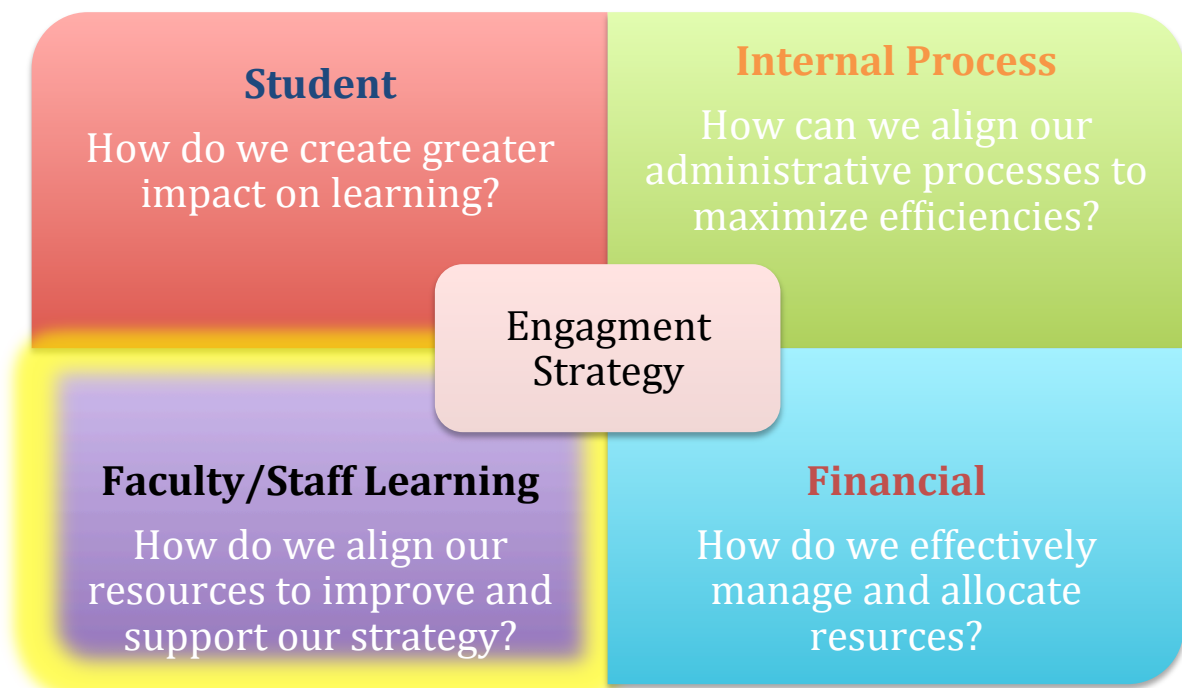 Student
How do we create greater
impact on learning?
Internal Process
How can we align our
administrative processes to
maximize efficiencies?
Engagment
Strategy
Faculty/Staff Learning
How do we align our
resources to improve and
support our strategy?
Financial
How do we effectively
manage and allocate
resurces?